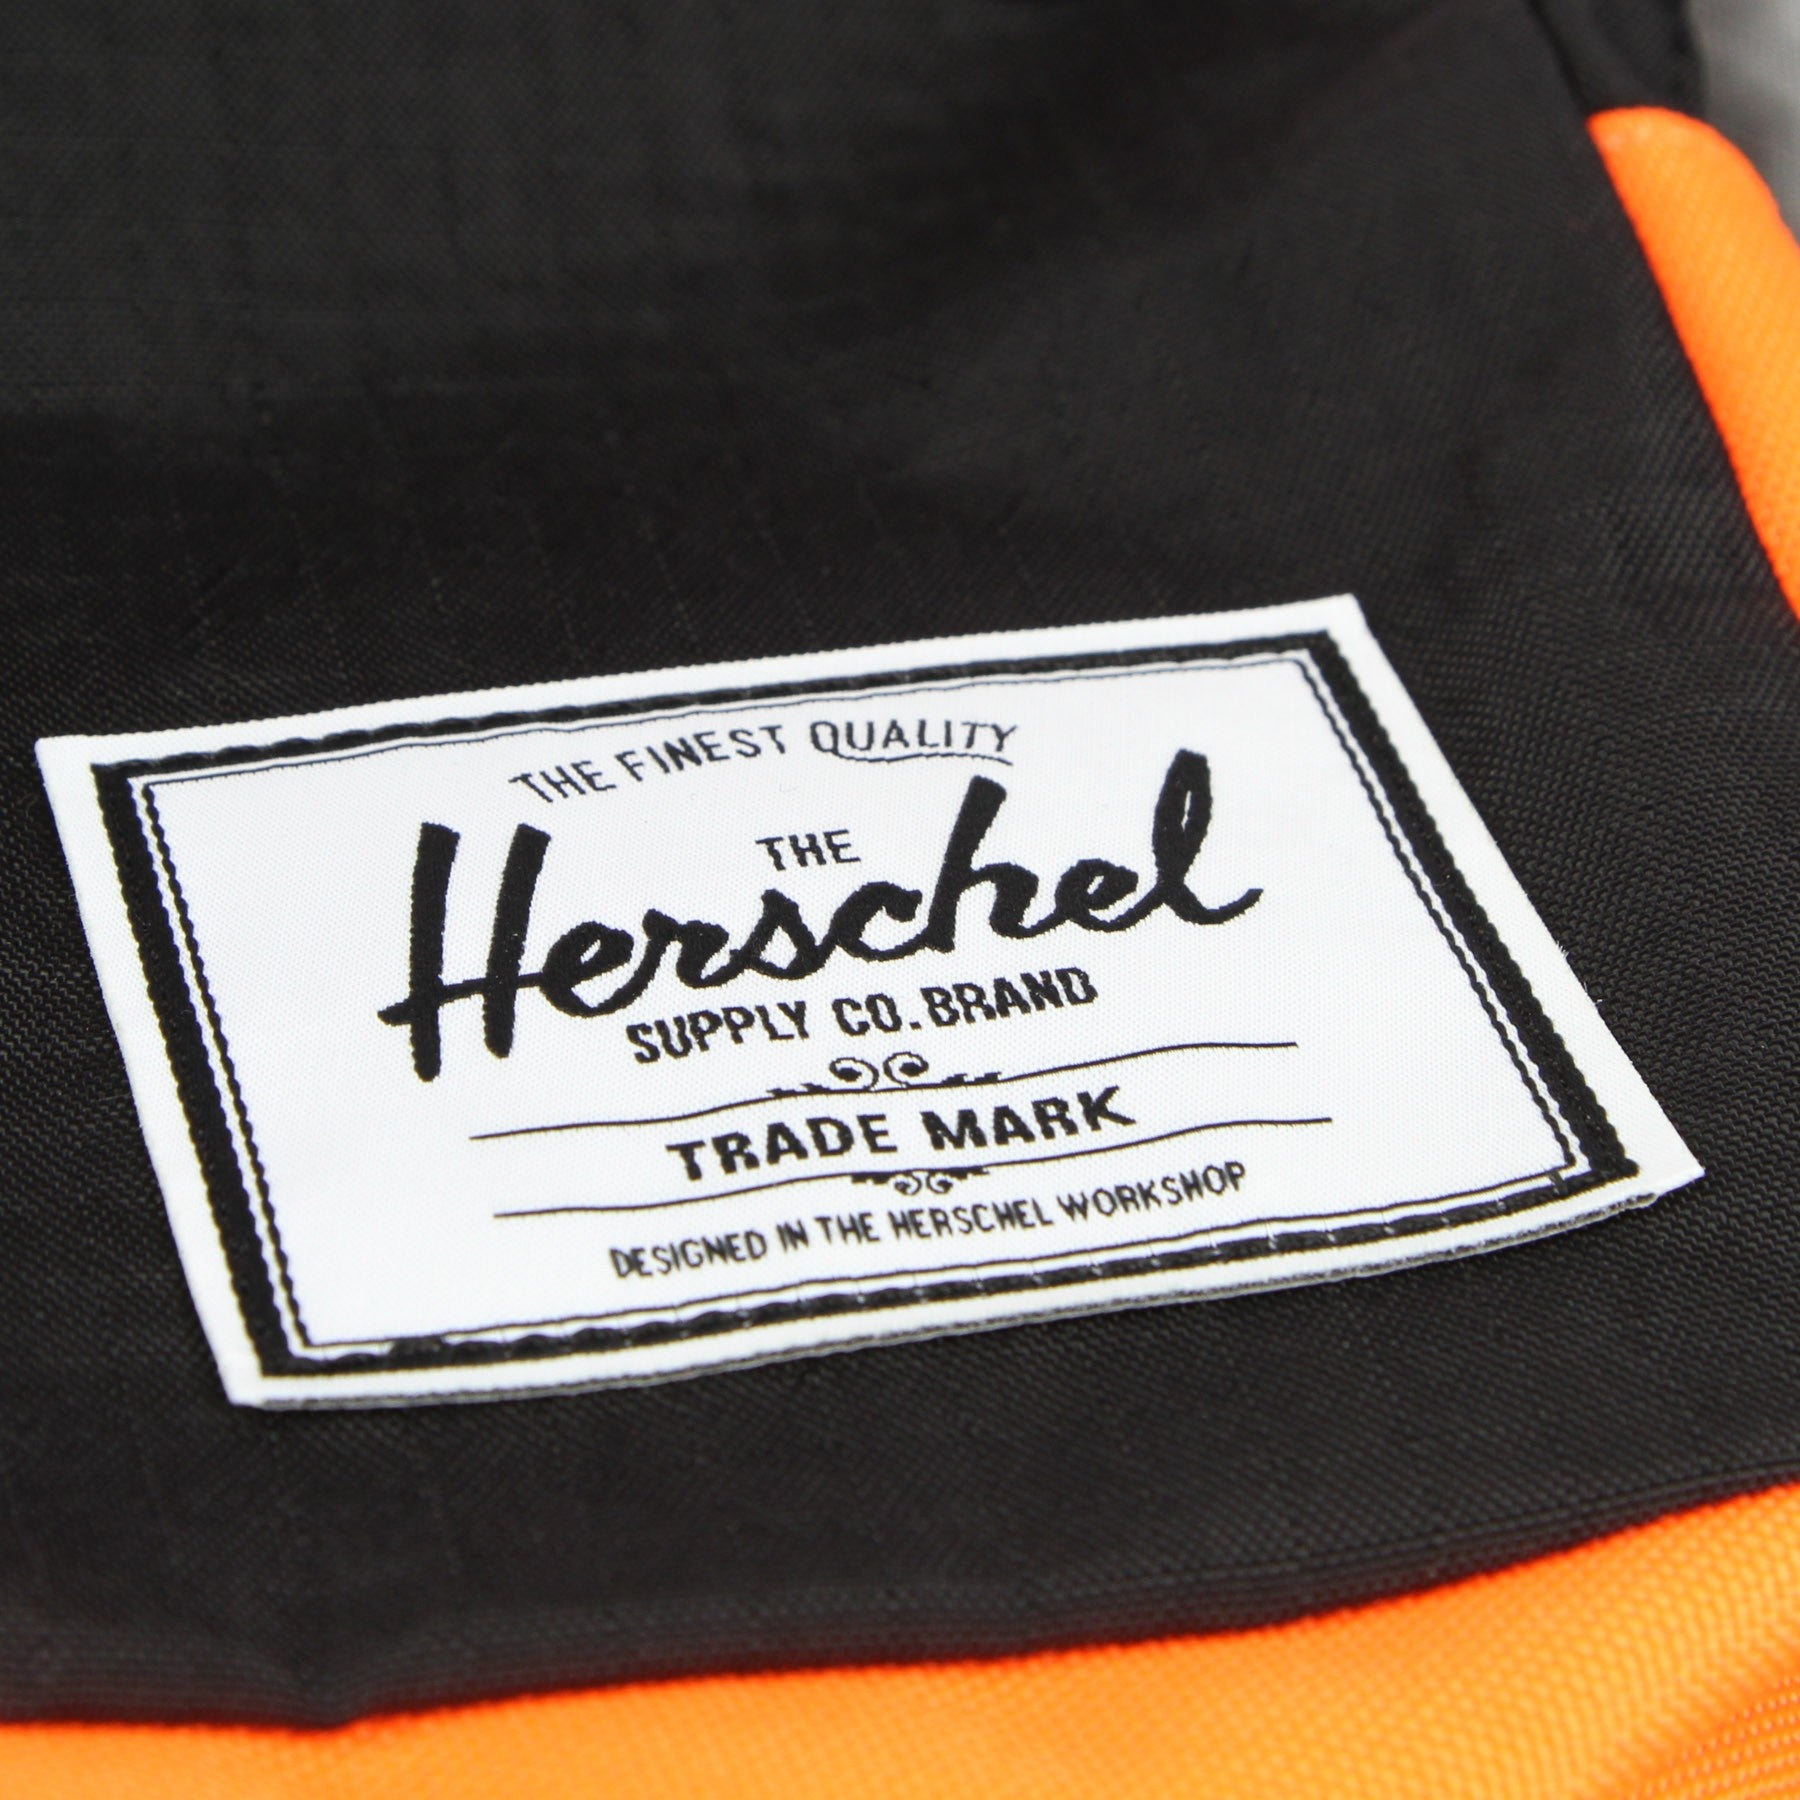 THE FINEST QUALITY
THE
Herschel
SUPPLY CO. BRAND
TRADE MARK
DESIGNED IN THE HERSCHEL WORKSHOP